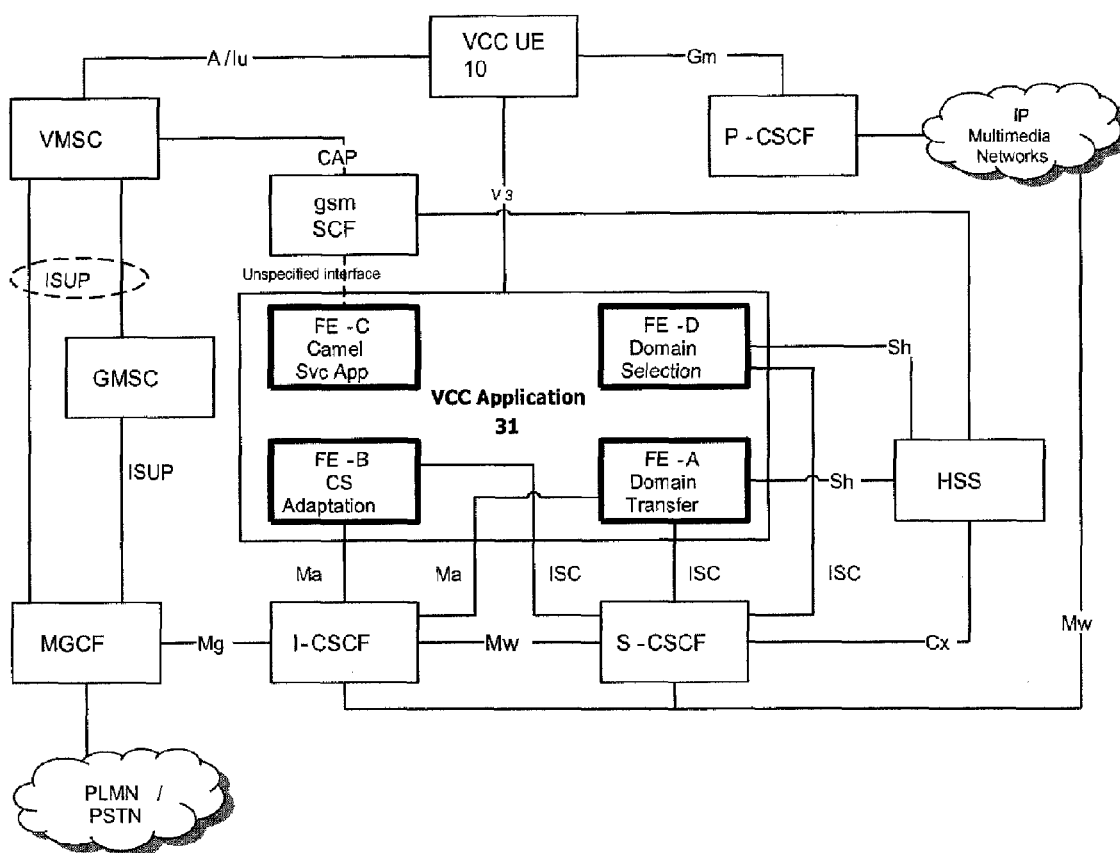 VCC UE
10
A/Iu
Gm
VMSC
P-CSCF
IP
Multimedia
Networks
CAP
V3
gsm
SCF
ISUP
Unspecified interface
FE-C
Camel
Svc App
FE-D
Domain
Selection
Sh
GMSC
VCC Application
31
ISUP
FE-B
CS
Adaptation
FE-A
Domain
Transfer
Sh
HSS
Ma
Ma
ISC
ISC
ISC
MGCF
Mg
I-CSCF
Mw
S-CSCF
Cx
Mw
PLMN /
PSTN